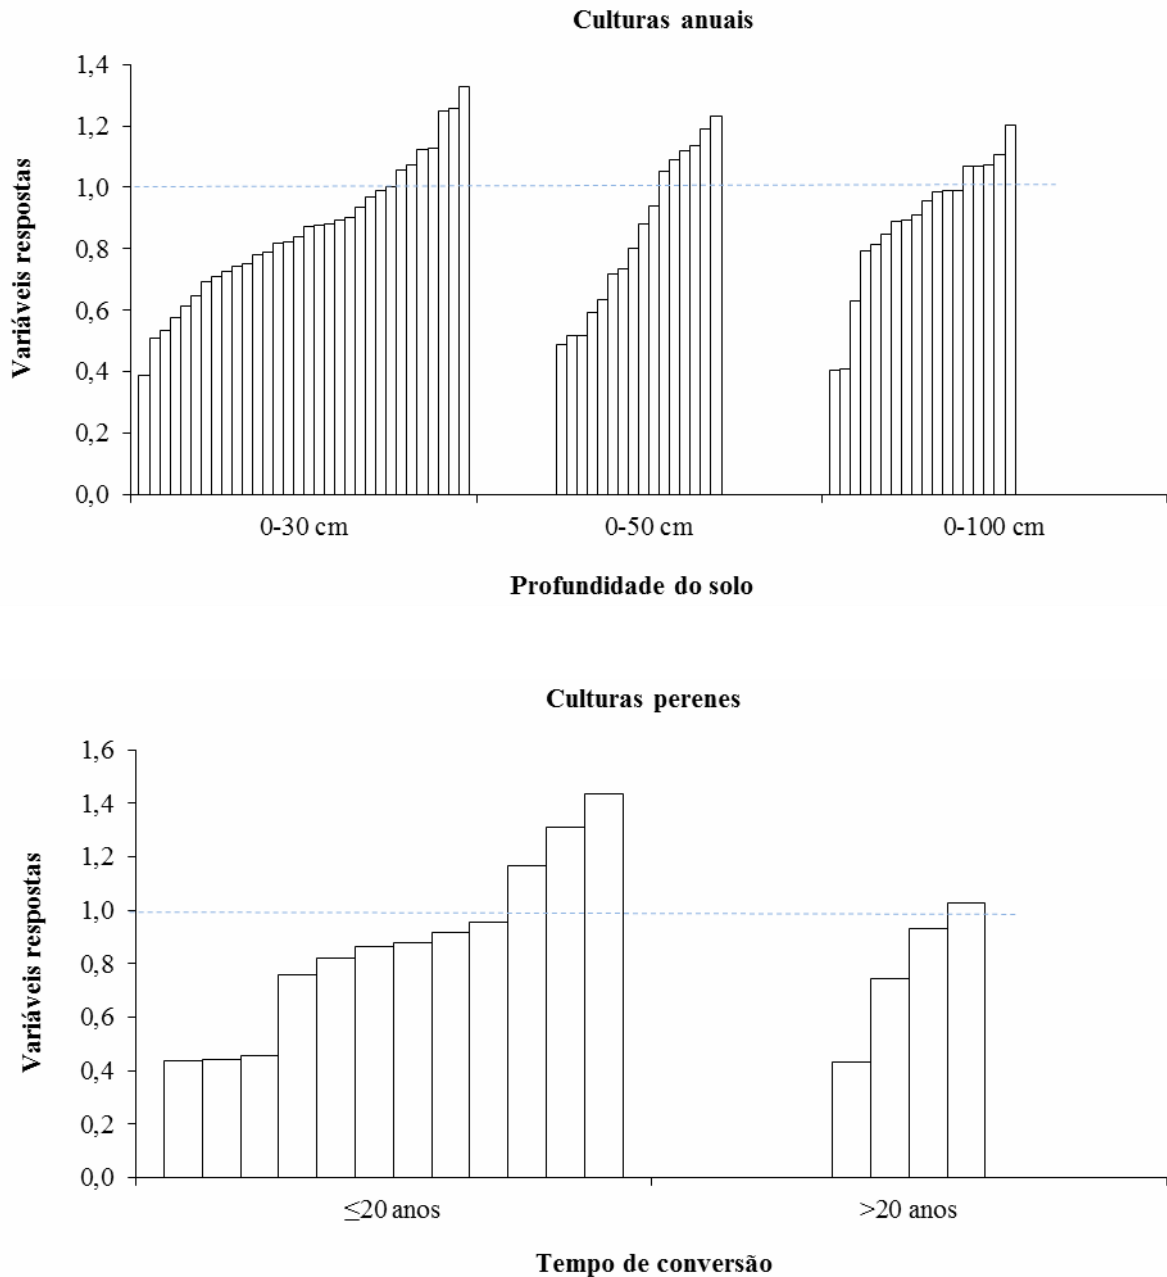 Culturas anuais
1,4
1,2
1,0
0,8
0,6
0,4
0,2
0,0
Variáveis respostas
0-30 cm 0-50 cm 0-100 cm
Profundidade do solo
Culturas perenes
1,6
1,4
1,2
1,0
0,8
0,6
0,4
0,2
0,0
Variáveis respostas
≤20 anos >20 anos
Tempo de conversão